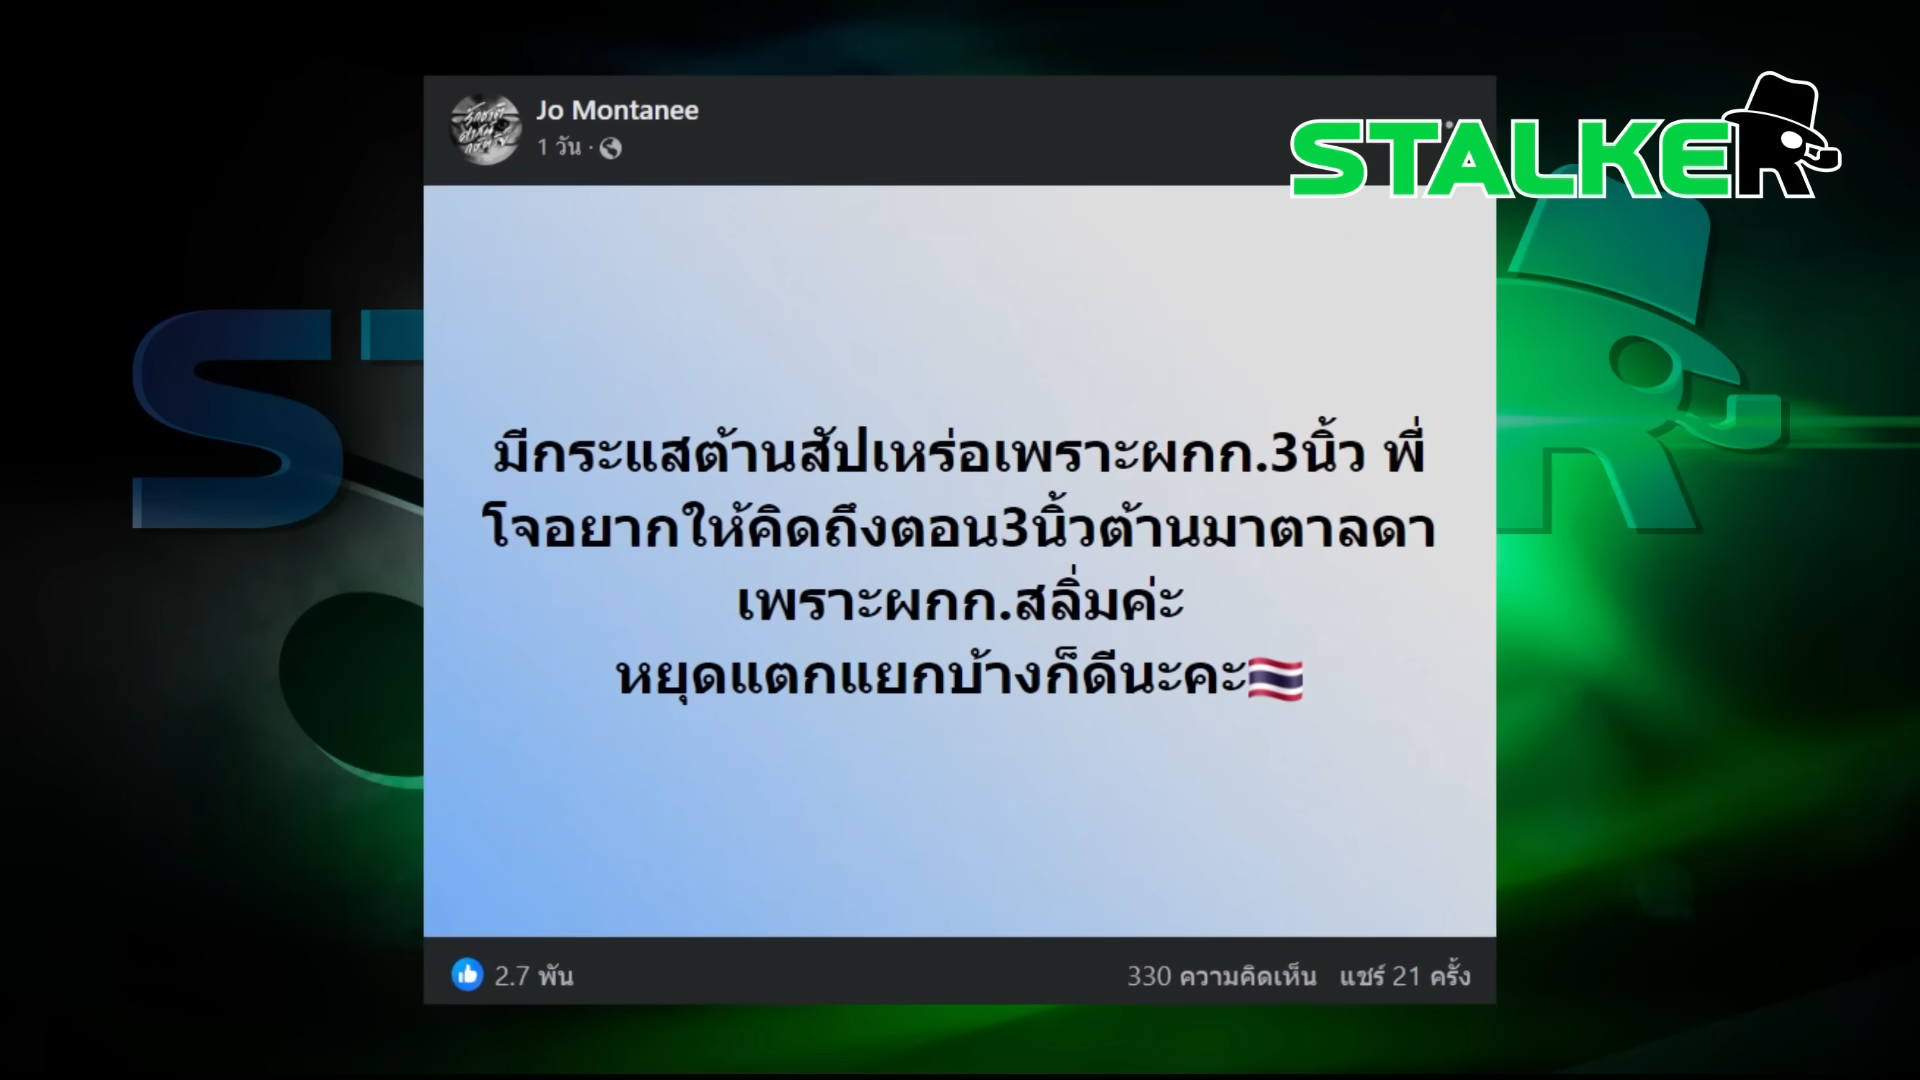 Jo Montanee
1 วัน ·
STALKER
มีกระแสต้านสัปเหร่อเพราะผกก.3นิ้ว พี่
โจอยากให้คิดถึงตอน3นิ้วต้านมาตาลดา
เพราะผกก.สลิ่มค่ะ
หยุดแตกแยกบ้างก็ดีนะคะ🇹🇭
2.7 พัน
330 ความคิดเห็น แชร์ 21 ครั้ง